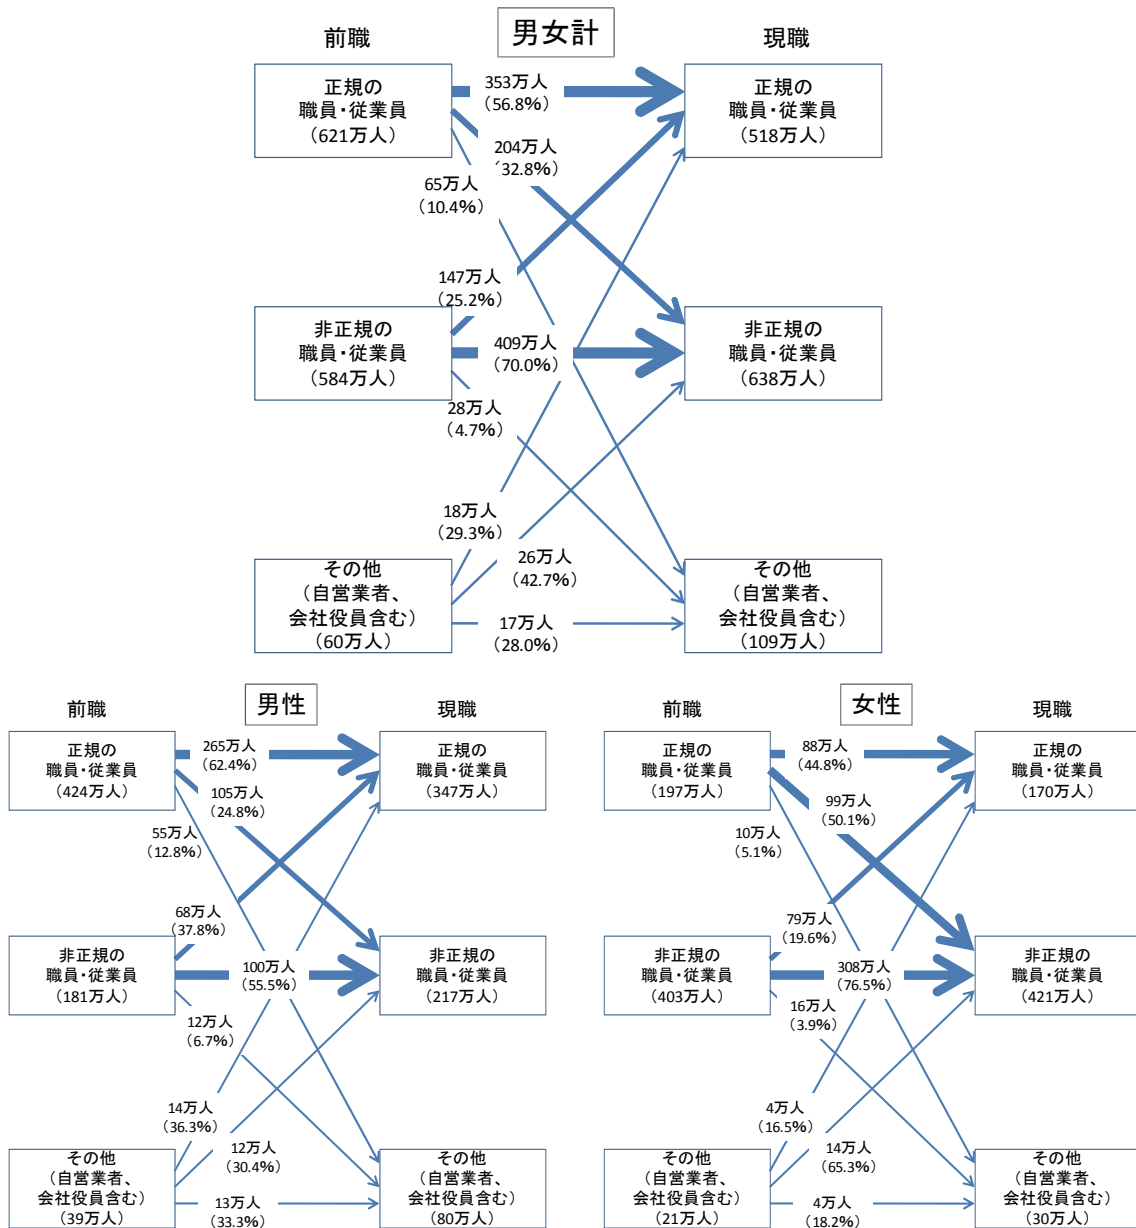 男女計
前職
現職
正規の
職員・従業員
（621万人）
353万人
（56.8%）
正規の
職員・従業員
（518万人）
204万人
（32.8%）
65万人
（10.4%）
147万人
（25.2%）
非正規の
職員・従業員
（584万人）
409万人
（70.0%）
非正規の
職員・従業員
（638万人）
28万人
（4.7%）
18万人
（29.3%）
26万人
（42.7%）
その他
（自営業者、
会社役員含む）
（60万人）
17万人
（28.0%）
その他
（自営業者、
会社役員含む）
（109万人）
男性
前職
現職
正規の
職員・従業員
（424万人）
265万人
（62.4%）
正規の
職員・従業員
（347万人）
105万人
（24.8%）
55万人
（12.8%）
68万人
（37.8%）
非正規の
職員・従業員
（181万人）
100万人
（55.5%）
非正規の
職員・従業員
（217万人）
12万人
（6.7%）
14万人
（36.3%）
12万人
（30.4%）
その他
（自営業者、
会社役員含む）
（39万人）
13万人
（33.3%）
その他
（自営業者、
会社役員含む）
（80万人）
女性
前職
現職
正規の
職員・従業員
（197万人）
88万人
（44.8%）
正規の
職員・従業員
（170万人）
99万人
（50.1%）
10万人
（5.1%）
79万人
（19.6%）
非正規の
職員・従業員
（403万人）
308万人
（76.5%）
非正規の
職員・従業員
（421万人）
16万人
（3.9%）
4万人
（16.5%）
14万人
（65.3%）
その他
（自営業者、
会社役員含む）
（21万人）
4万人
（18.2%）
その他
（自営業者、
会社役員含む）
（30万人）